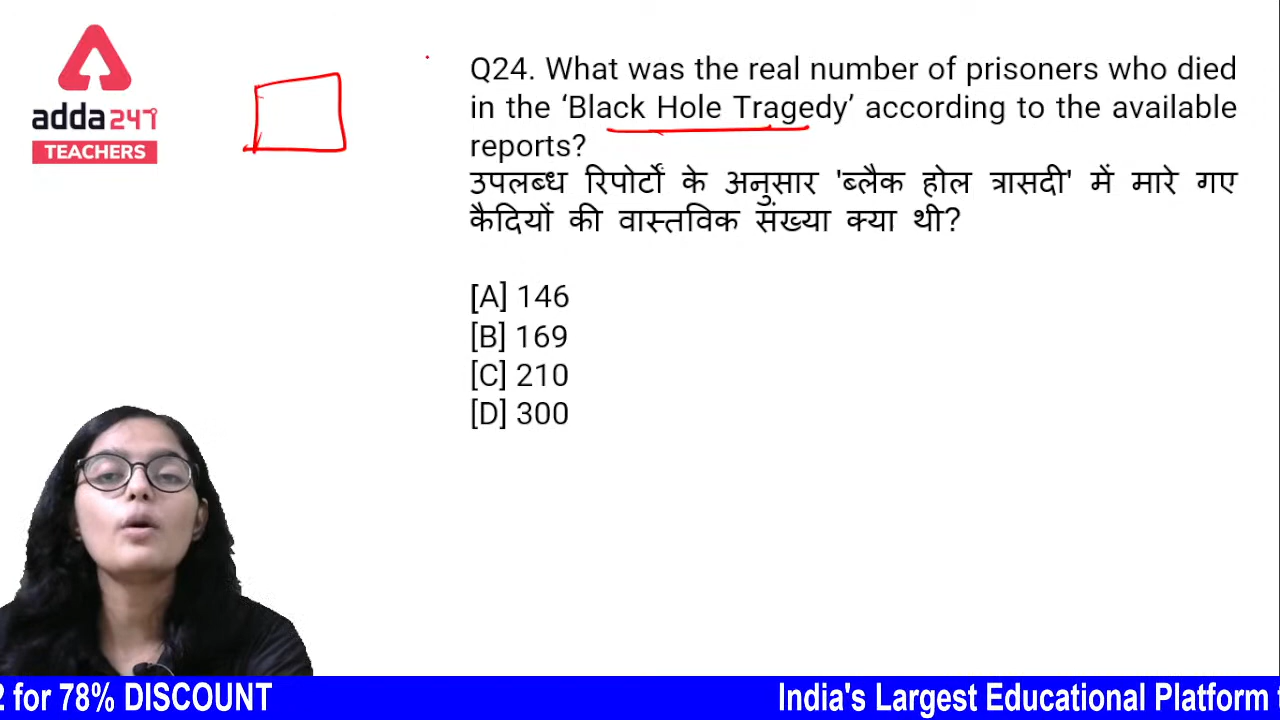 adda247
TEACHERS
Q24. What was the real number of prisoners who died
in the ‘Black Hole Tragedy’ according to the available
reports?
उपलब्ध रिपोर्टों के अनुसार 'ब्लैक होल त्रासदी' में मारे गए
कैदियों की वास्तविक संख्या क्या थी?
[A] 146
[B] 169
[C] 210
[D] 300
2 for 78% DISCOUNT
India's Largest Educational Platform